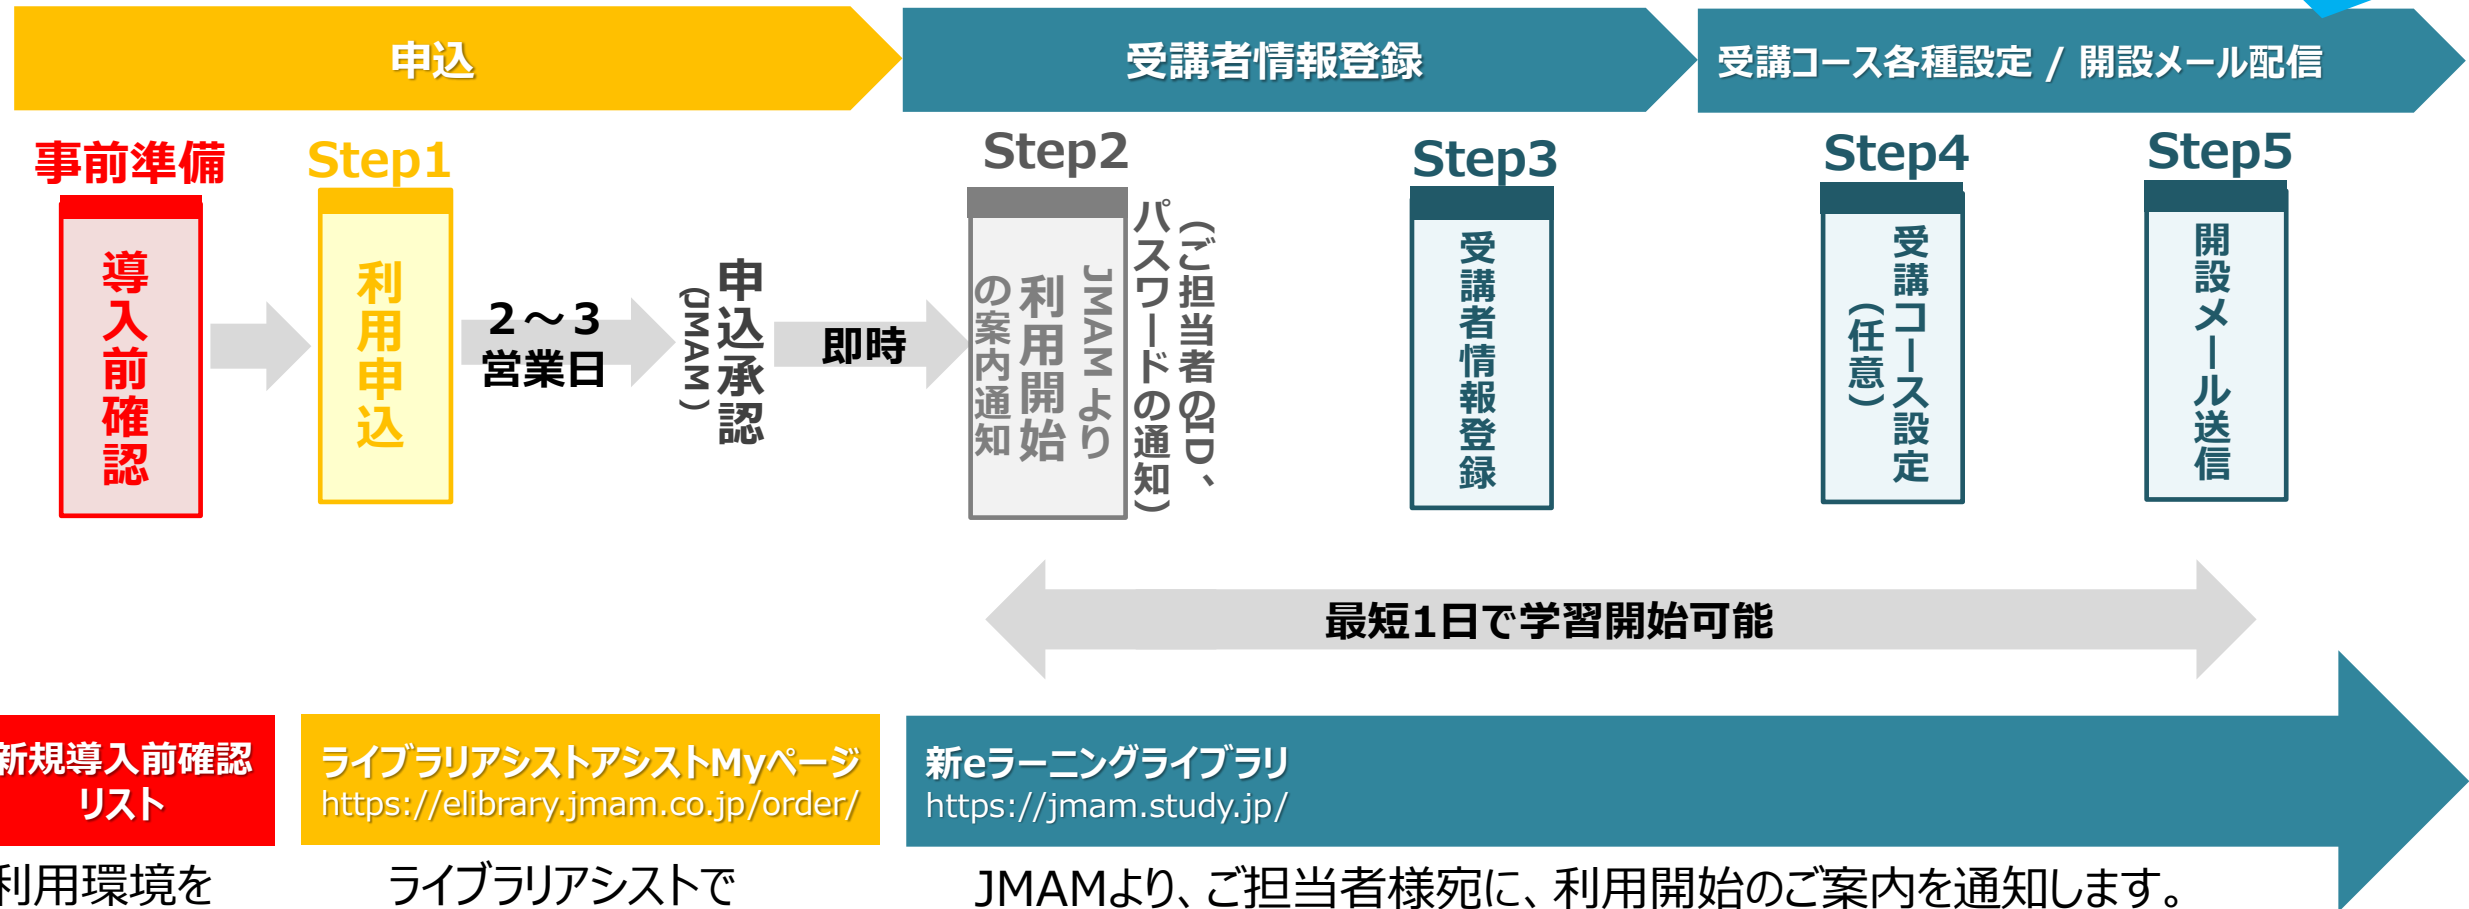 申込
受講者情報登録
受講コース各種設定 / 開設メール配信
事前準備
Step1
Step2
Step3
Step4
Step5
導入前確認
利用申込
2～3
営業日
申込承認
(JMAM)
即時
JMAMより
利用開始
の案内通知
(ご担当者のID、
パスワードの通知)
受講者情報登録
受講コース設定
(任意)
開設メール送信
最短1日で学習開始可能
新規導入前確認
リスト
ライブラリアシストアシストMyページ
https://elibrary.jmam.co.jp/order/
新eラーニングライブラリ
https://jmam.study.jp/
利用環境を
ライブラリアシストで
JMAMより、ご担当者様宛に、利用開始のご案内を通知します。